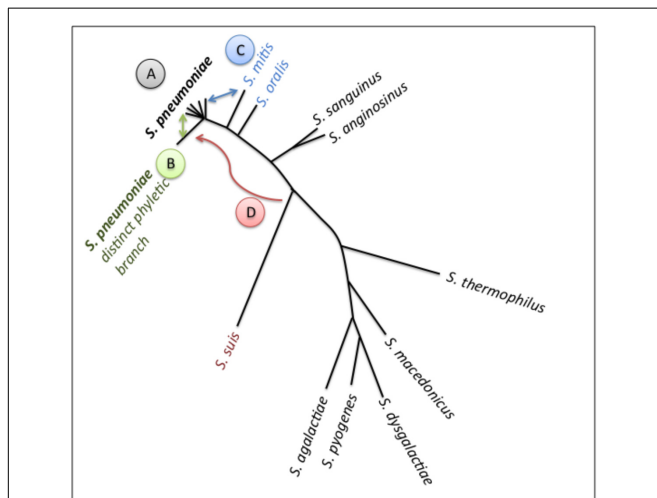 A
C
S. pneumoniae
S. mitis
S. oralis
S. sanguinus
S. anginosinus
B
S. pneumoniae
distinct phyletic
branch
D
S. thermophilus
S. suis
S. macedonicus
S. agalactiae
S. pyogenes
S. dysgalactiae